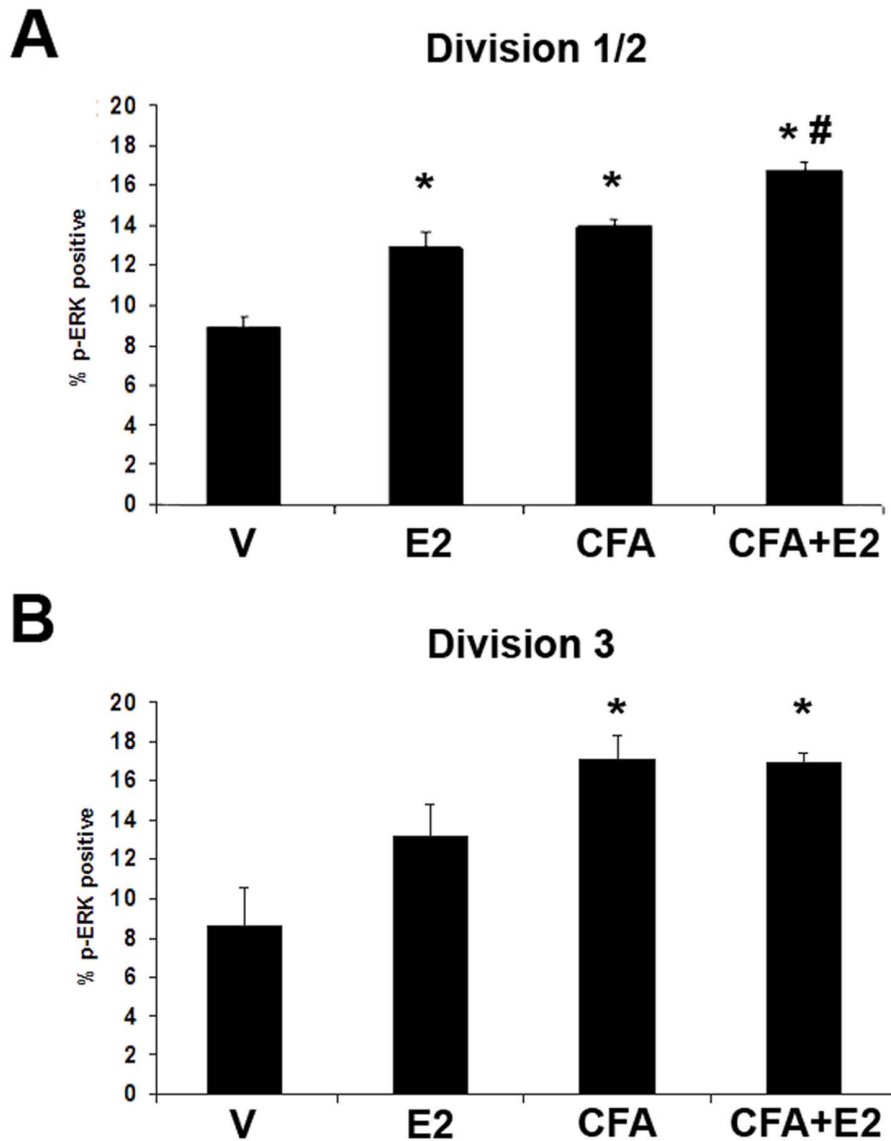 A
Division 1/2
20
18
16
14
12
10
8
6
4
2
0
% p-ERK positive
* * * #
V E2 CFA CFA+E2
B
Division 3
20
18
16
14
12
10
8
6
4
2
0
% p-ERK positive
* *
V E2 CFA CFA+E2